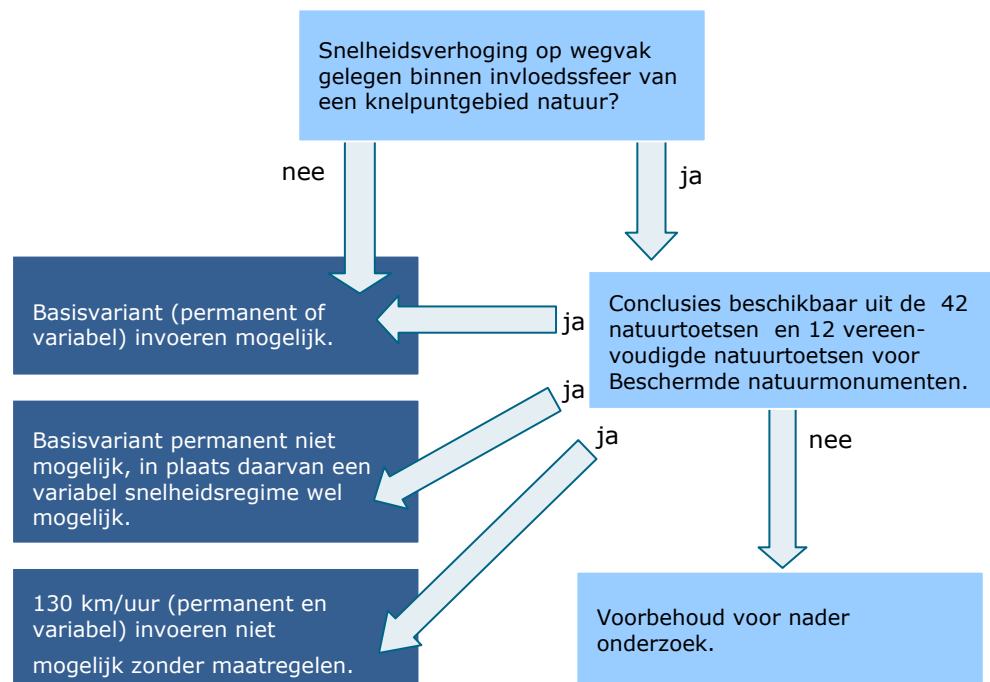 Snelheidsverhoging op wegvak
gelegen binnen invloedssfeer van
een knelpuntgebied natuur?
nee
ja
Basisvariant (permanent of
variabel) invoeren mogelijk.
ja
Conclusies beschikbaar uit de 42
natuurtoetsen en 12 vereen-
voudigde natuurtoetsen voor
Beschermde natuurmonumenten.
ja
Basisvariant permanent niet
mogelijk, in plaats daarvan een
variabel snelheidsregime wel
mogelijk.
ja
nee
130 km/uur (permanent en
variabel) invoeren niet
mogelijk zonder maatregelen.
Voorbehoud voor nader
onderzoek.